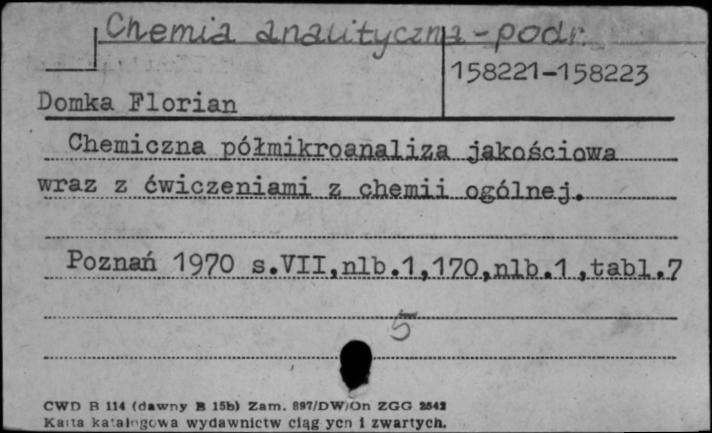 Chemia analityczna - podr.
158221-158223
Domka Florian
Chemiczna półmikroanaliza jakościowa
wraz z ćwiczeniami z chemii ogólnej.
Poznań 1970 s.VII,nlb.1,170,nlb.1,tabl.7
5
CWD B 114 (dawny B 15b) Zam. 897/DW/On ZGG 2542
Karta katalogowa wydawnictw ciąg ycn i zwartych.